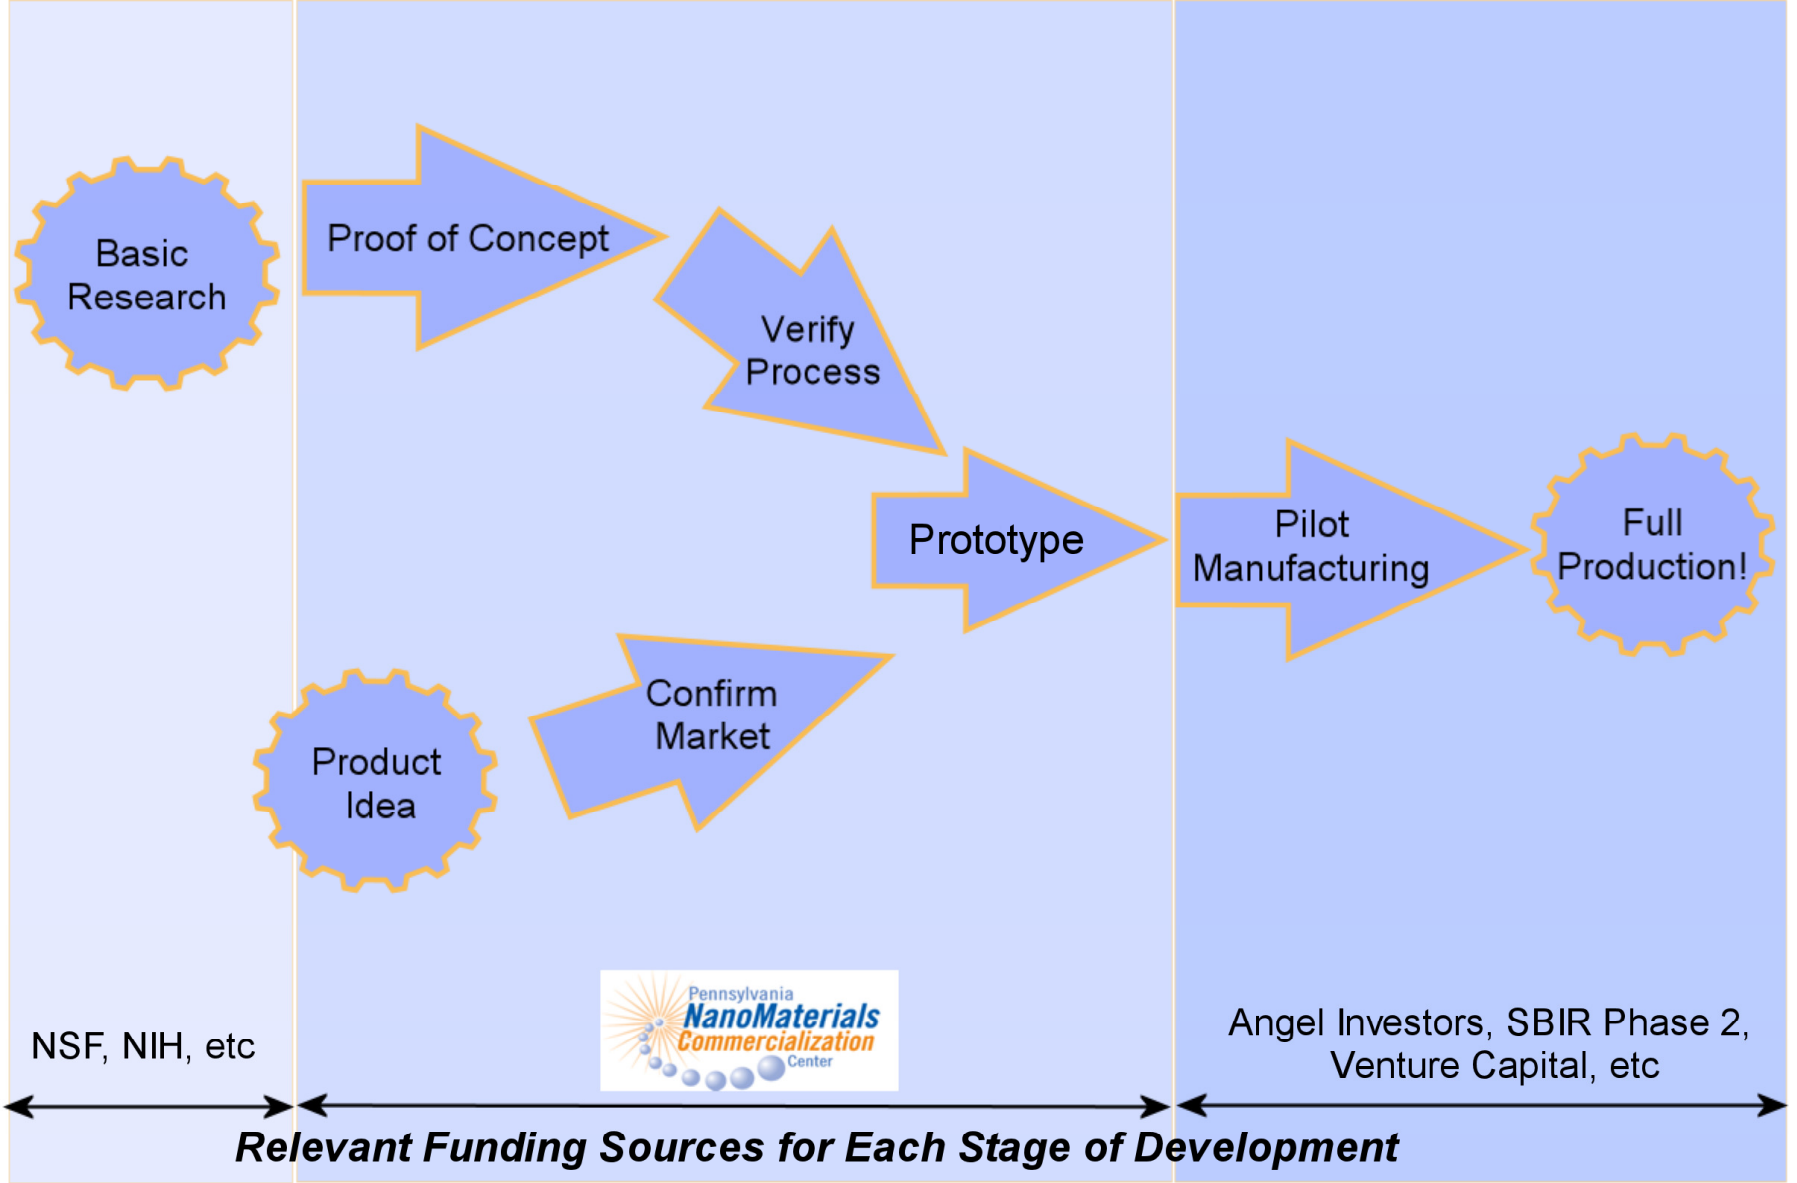 Basic
Research
Proof of Concept
Verify
Process
Prototype
Pilot
Manufacturing
Full
Production!
Confirm
Market
Product
Idea
NSF, NIH, etc
Pennsylvania
NanoMaterials
Commercialization
Center
Angel Investors, SBIR Phase 2,
Venture Capital, etc
Relevant Funding Sources for Each Stage of Development